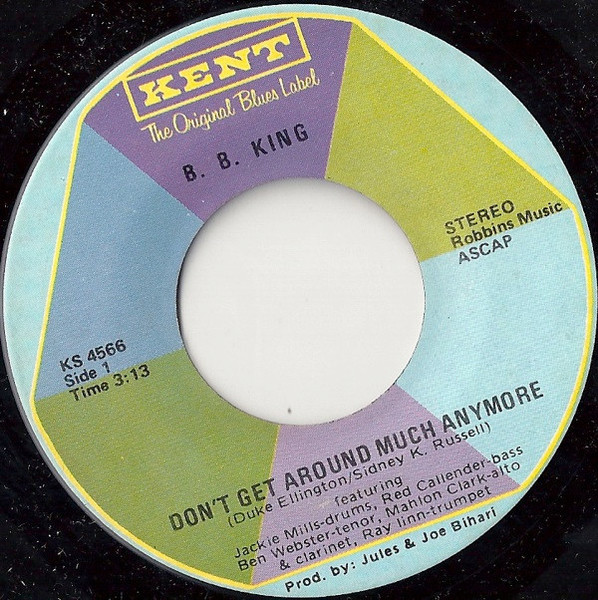 KENT
The Original Blues Label
B. B. KING
STEREO
Robbins Music
ASCAP
KS 4566
Side 1
Time 3:13
DON'T GET AROUND MUCH ANYMORE
(Duke Ellington/Sidney K. Russell)
featuring
Jackie Mills-drums, Red Callender-bass
Ben Webster-tenor, Mahlon Clark-alto
& clarinet, Ray linn-trumpet
Prod. by: Jules & Joe Bihari